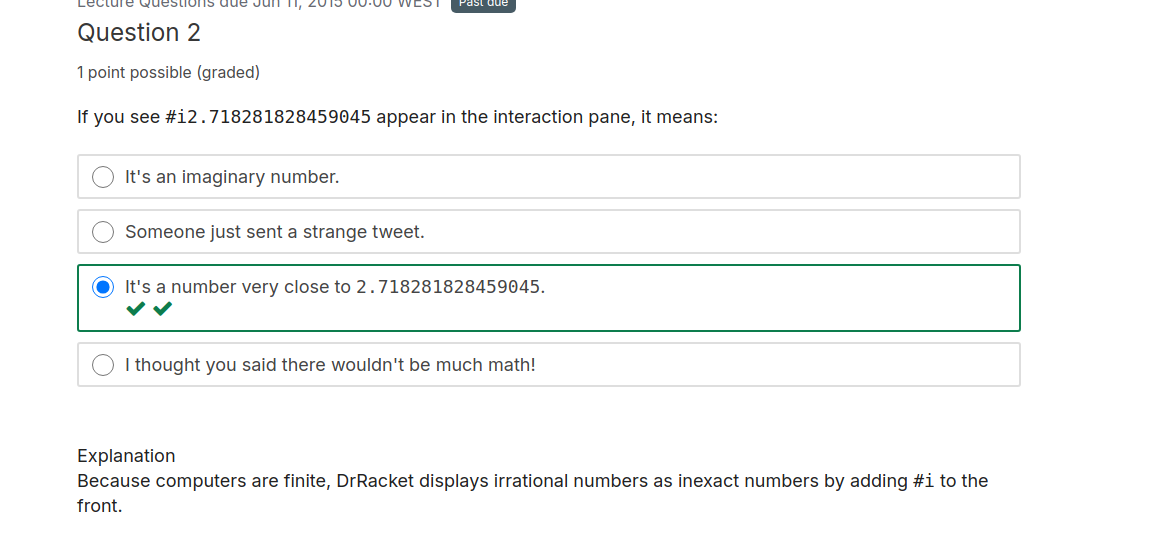 Lecture Questions due Jun 11, 2015 00:00 WEST Past due
Question 2
1 point possible (graded)
If you see #i2.718281828459045 appear in the interaction pane, it means:
It's an imaginary number.
Someone just sent a strange tweet.
It's a number very close to 2.718281828459045.
I thought you said there wouldn't be much math!
Explanation
Because computers are finite, DrRacket displays irrational numbers as inexact numbers by adding #i to the
front.